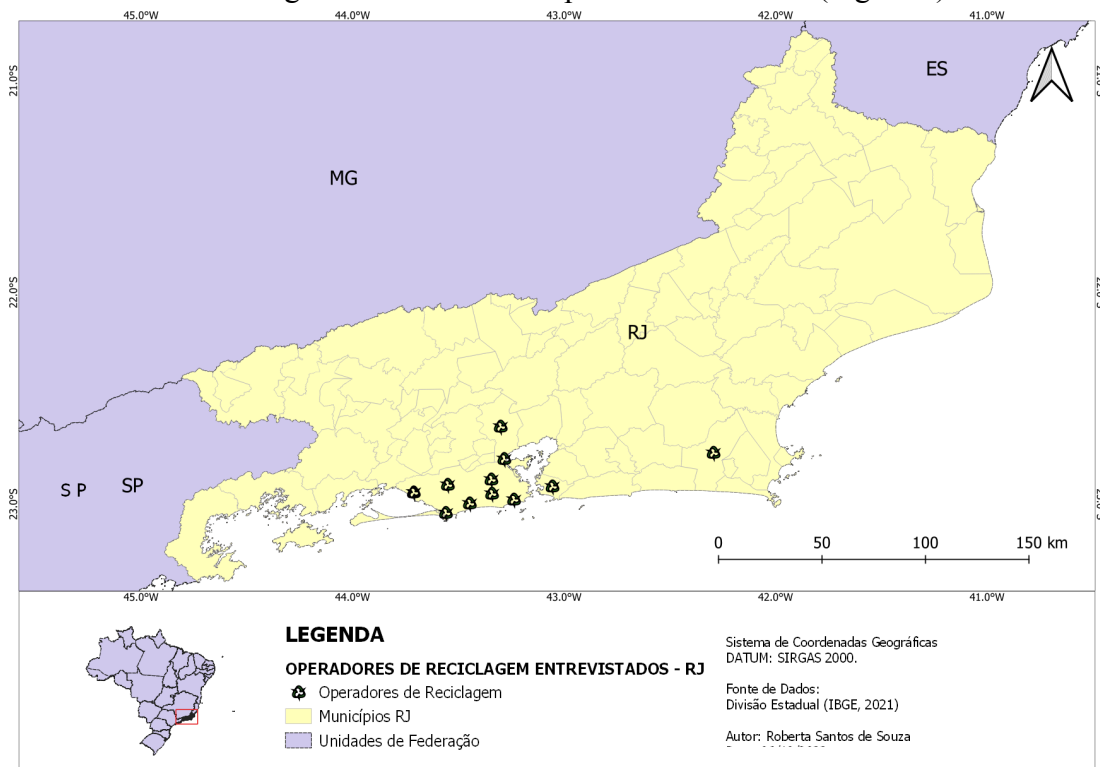 45.0°W 44.0°W 43.0°W 42.0°W 41.0°W
21.0°S
22.0°S
23.0°S
ES
MG
RJ
S P SP
0 50 100 150 km
45.0°W 44.0°W 43.0°W 42.0°W 41.0°W
LEGENDA
OPERADORES DE RECICLAGEM ENTREVISTADOS - RJ
Operadores de Reciclagem
Municípios RJ
Unidades de Federação
Sistema de Coordenadas Geográficas
DATUM: SIRGAS 2000.
Fonte de Dados:
Divisão Estadual (IBGE, 2021)
Autor: Roberta Santos de Souza